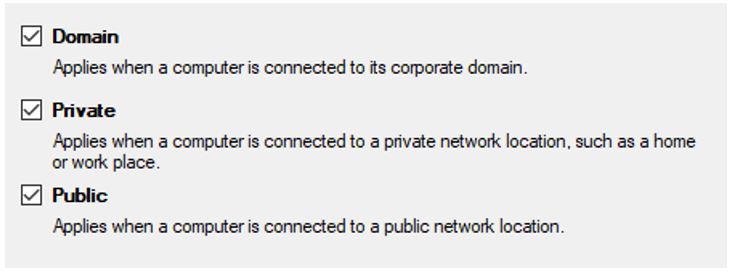 Domain
Applies when a computer is connected to its corporate domain.
Private
Applies when a computer is connected to a private network location, such as a home
or work place.
Public
Applies when a computer is connected to a public network location.